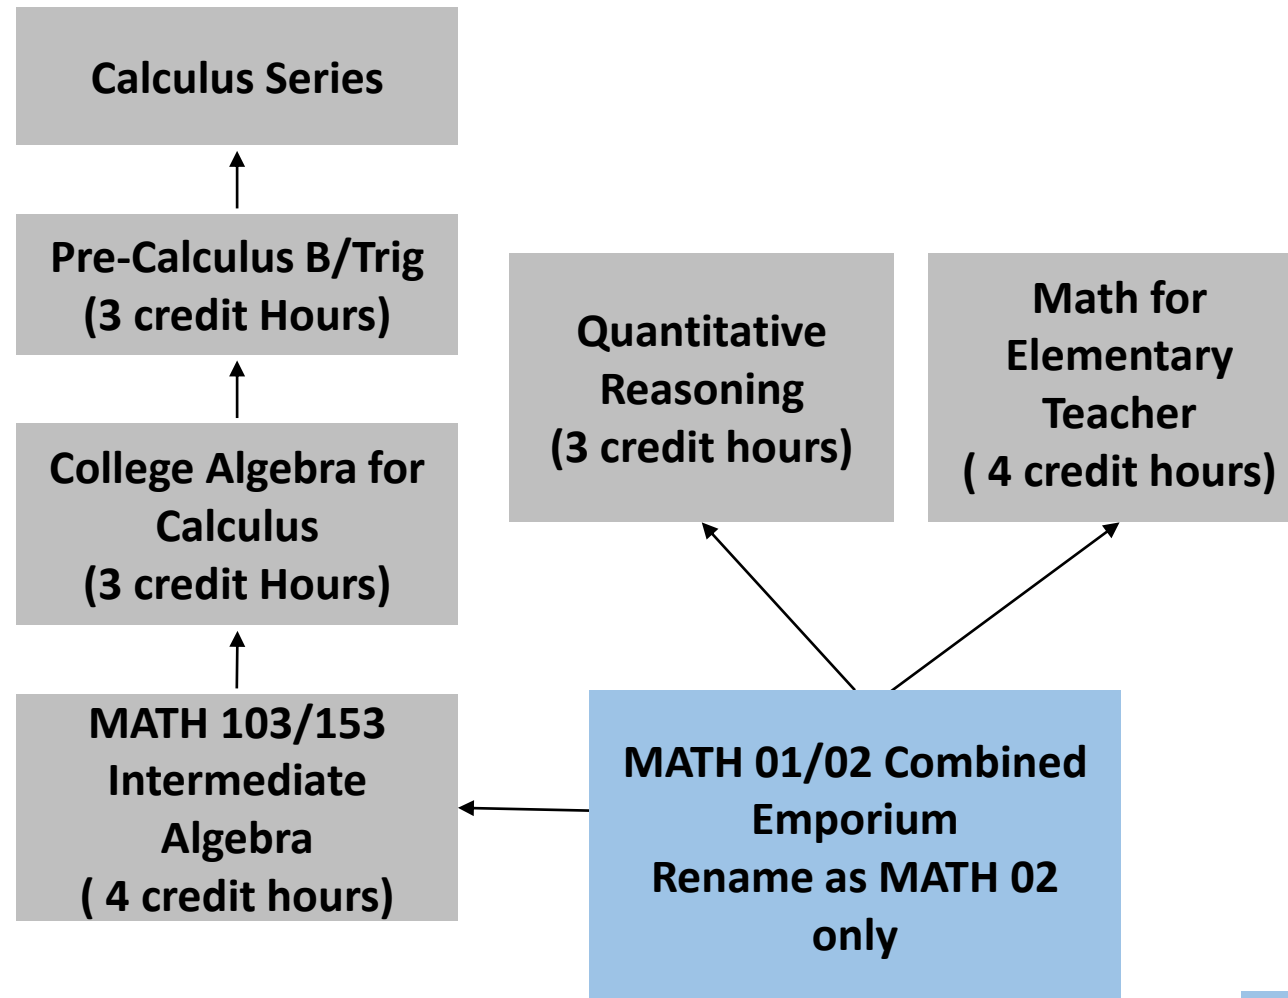 Calculus Series
Pre-Calculus B/Trig
(3 credit Hours)
College Algebra for
Calculus
(3 credit Hours)
MATH 103/153
Intermediate
Algebra
( 4 credit hours)
Quantitative
Reasoning
(3 credit hours)
Math for
Elementary
Teacher
( 4 credit hours)
MATH 01/02 Combined
Emporium
Rename as MATH 02
only